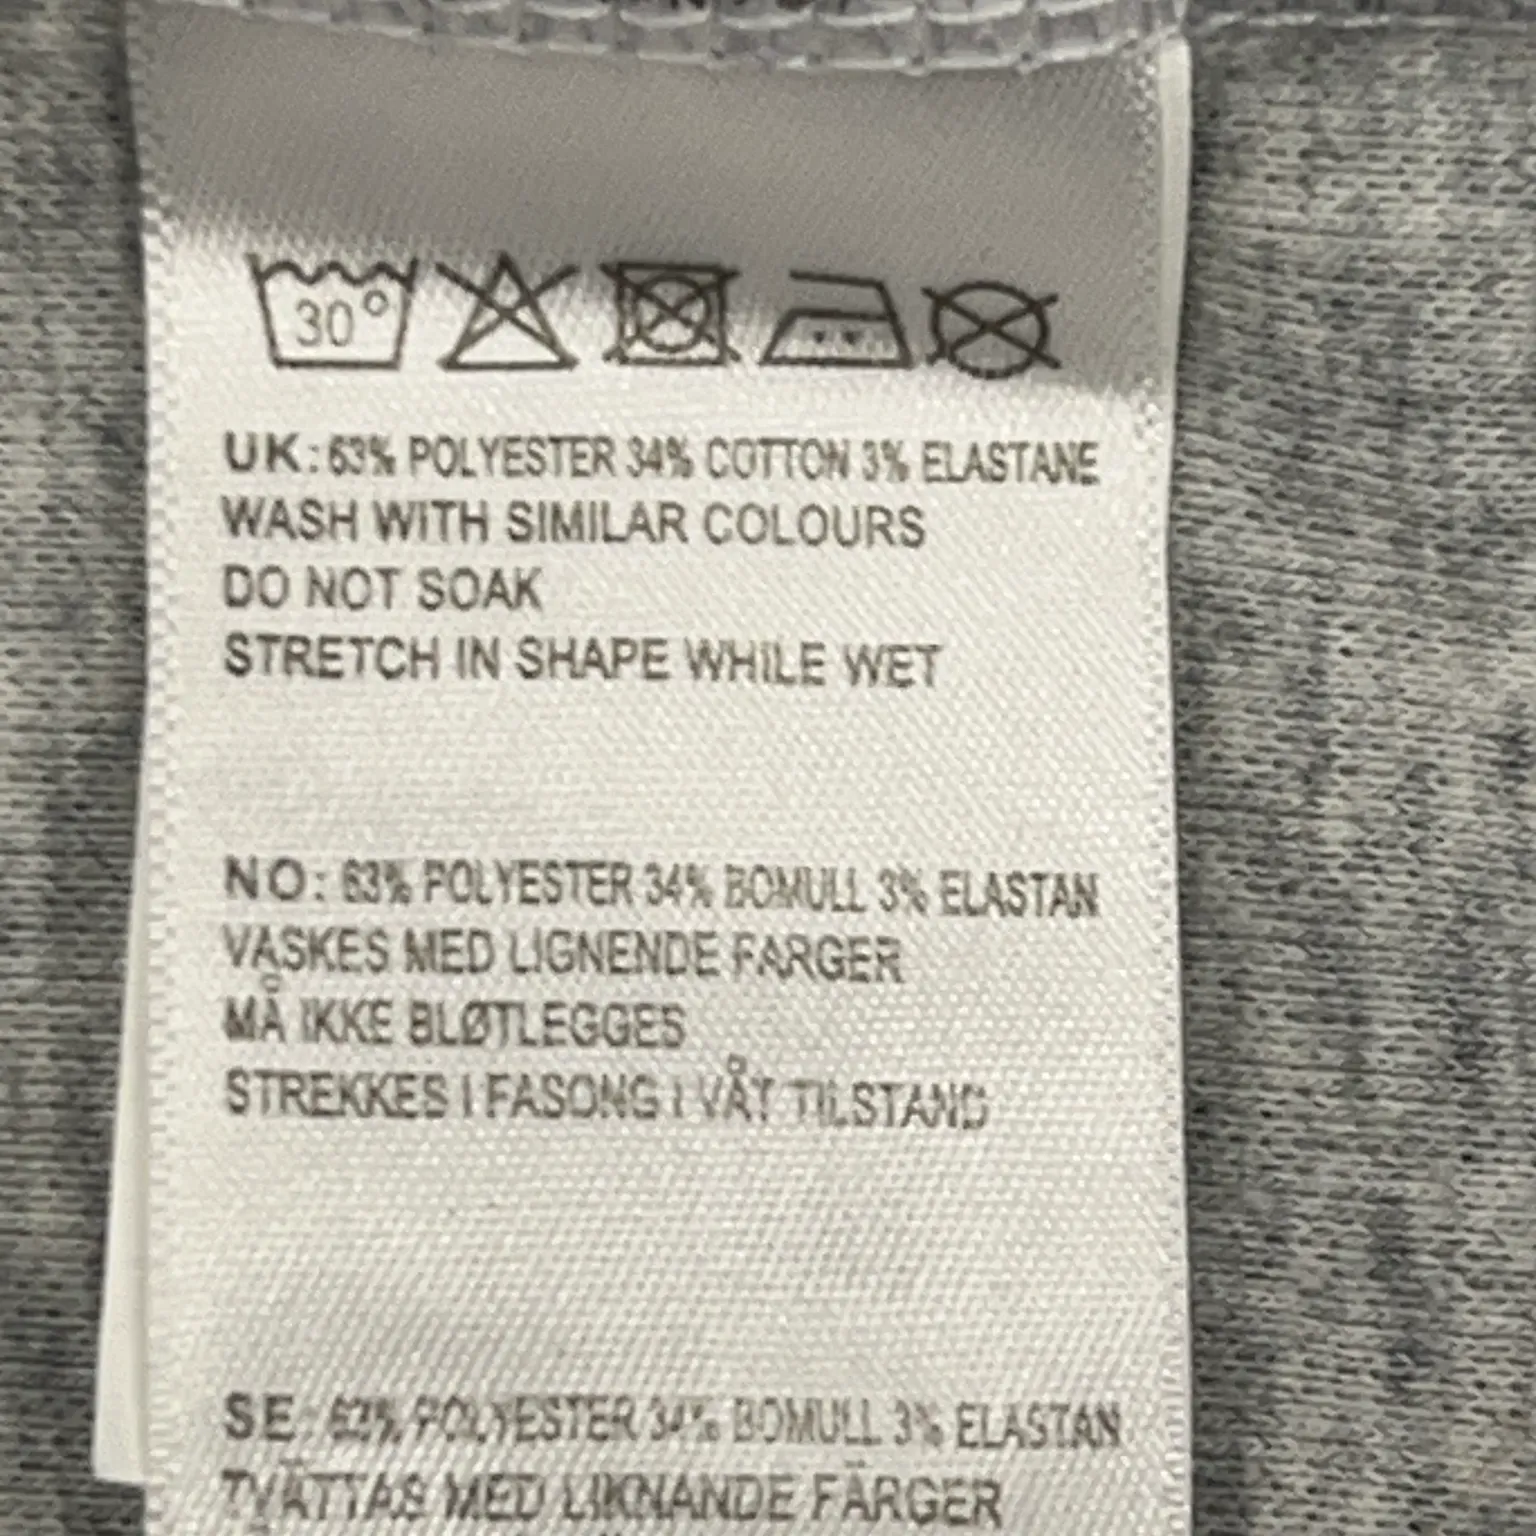 30°
UK: 63% POLYESTER 34% COTTON 3% ELASTANE
WASH WITH SIMILAR COLOURS
DO NOT SOAK
STRETCH IN SHAPE WHILE WET
NO: 63% POLYESTER 34% BOMULL 3% ELASTAN
VASKES MED LIGNENDE FARGER
MÅ IKKE BLØTLEGGES
STREKKES I FASONG I VÅT TILSTAND
SE: 63% POLYESTER 34% BOMULL 3% ELASTAN
TVÄTTAS MED LIKNANDE FÄRGER